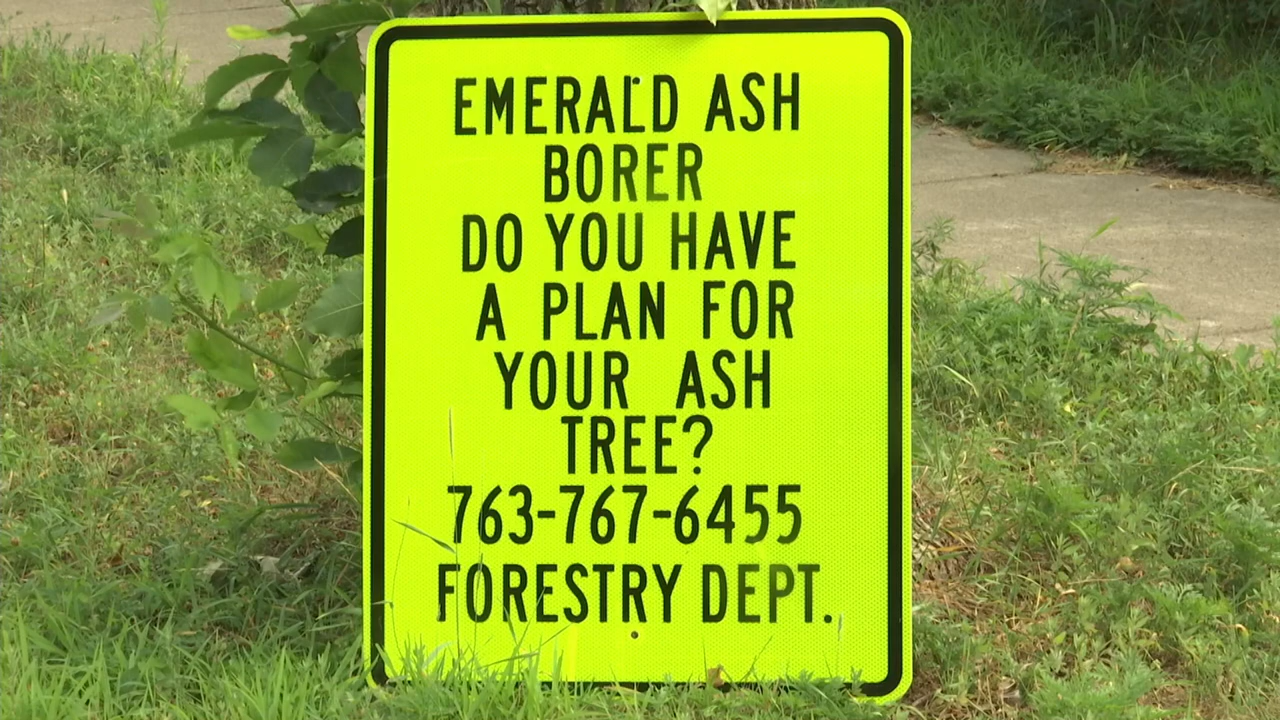 EMERALD ASH
BORER
DO YOU HAVE
A PLAN FOR
YOUR ASH
TREE?
763-767-6455
FORESTRY DEPT.